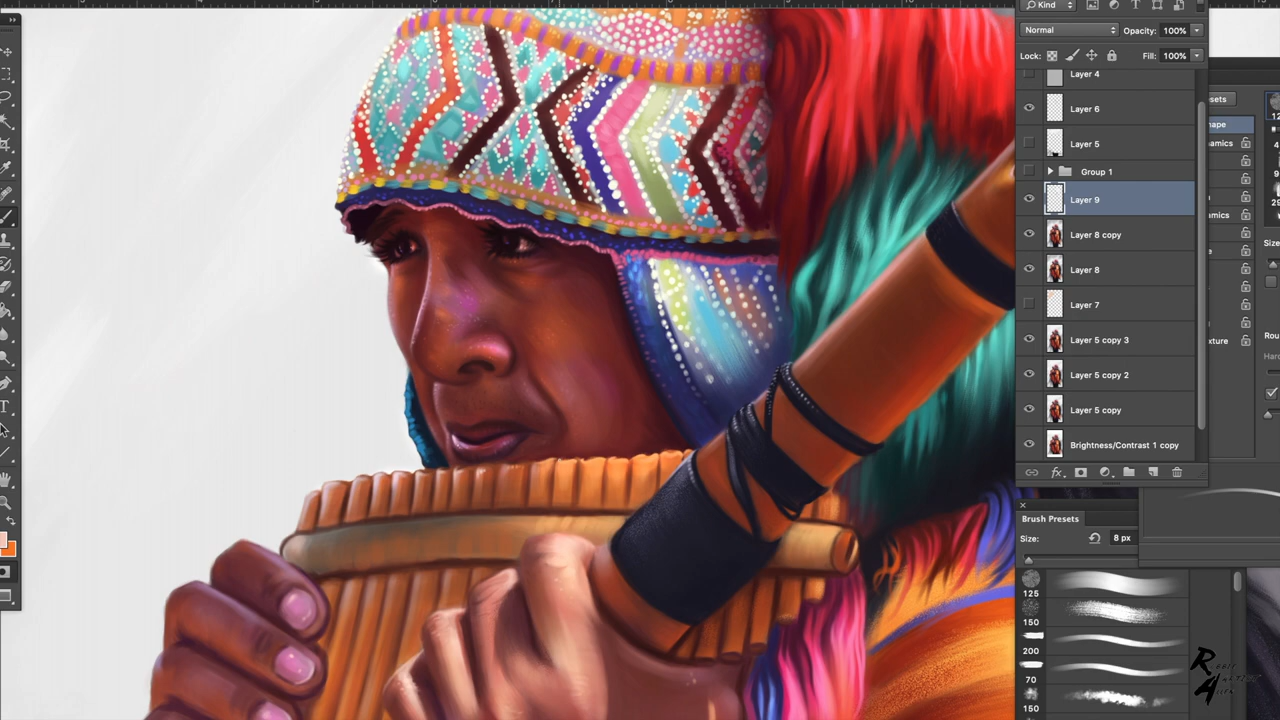 Kind
Normal
Opacity: 100%
Lock:
Fill: 100%
Layer 4
Layer 6
Layer 5
Group 1
Layer 9
Layer 8 copy
Layer 8
Layer 7
Layer 5 copy 3
Layer 5 copy 2
Layer 5 copy
Brightness/Contrast 1 copy
fx
Brush Presets
Size: 8 px
125
150
200
70
150